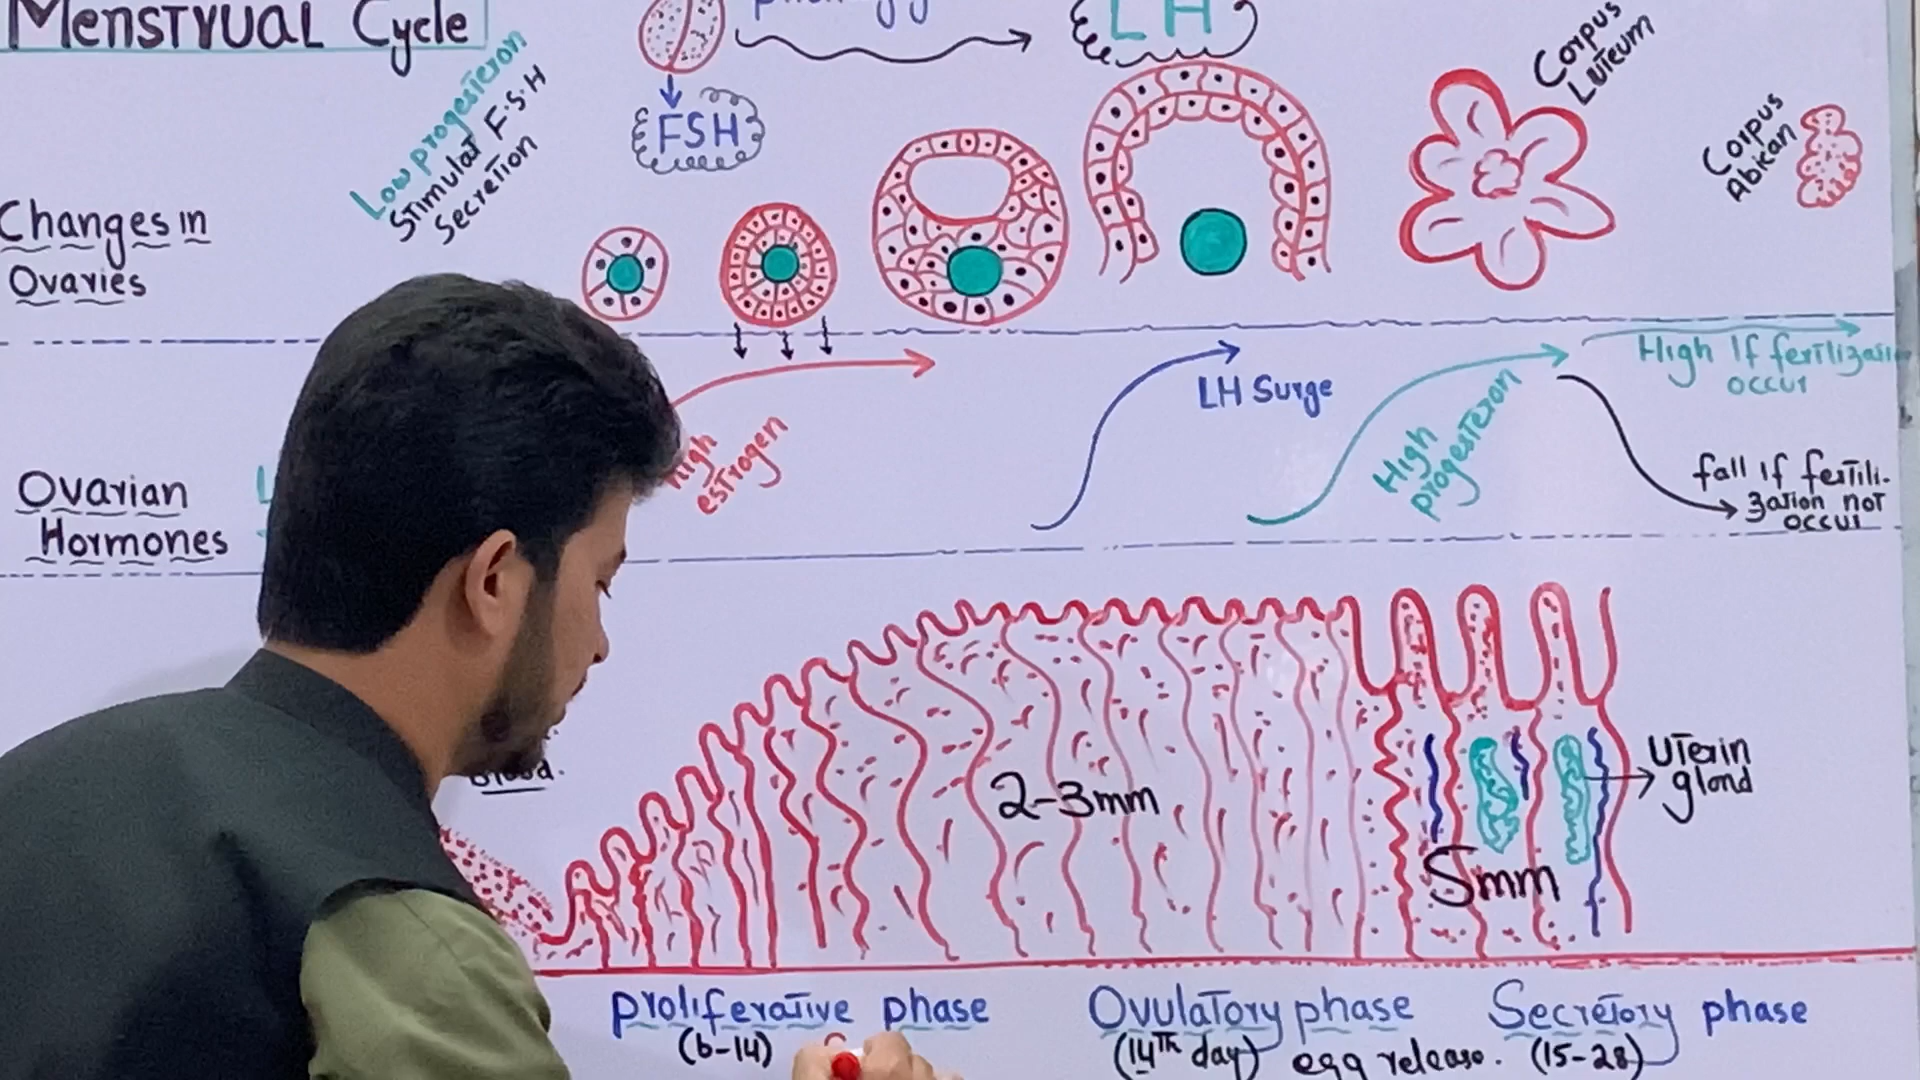 Menstrual Cycle
LH
FSH
Low progesteron
Stimulat F.S.H
Secretion
Corpus
Luteum
Corpus
Abican
Changes in
Ovaries
High If fertilizati
occur
LH Surge
High
estrogen
High
progesteron
fall If fertili-
zation not
occur
Ovarian
Hormones
L
Blood.
2-3mm
5mm
Uterin
gland
Proliferative phase
(6-14)
Ovulatory phase
(14th day) egg release.
Secretory phase
(15-28)